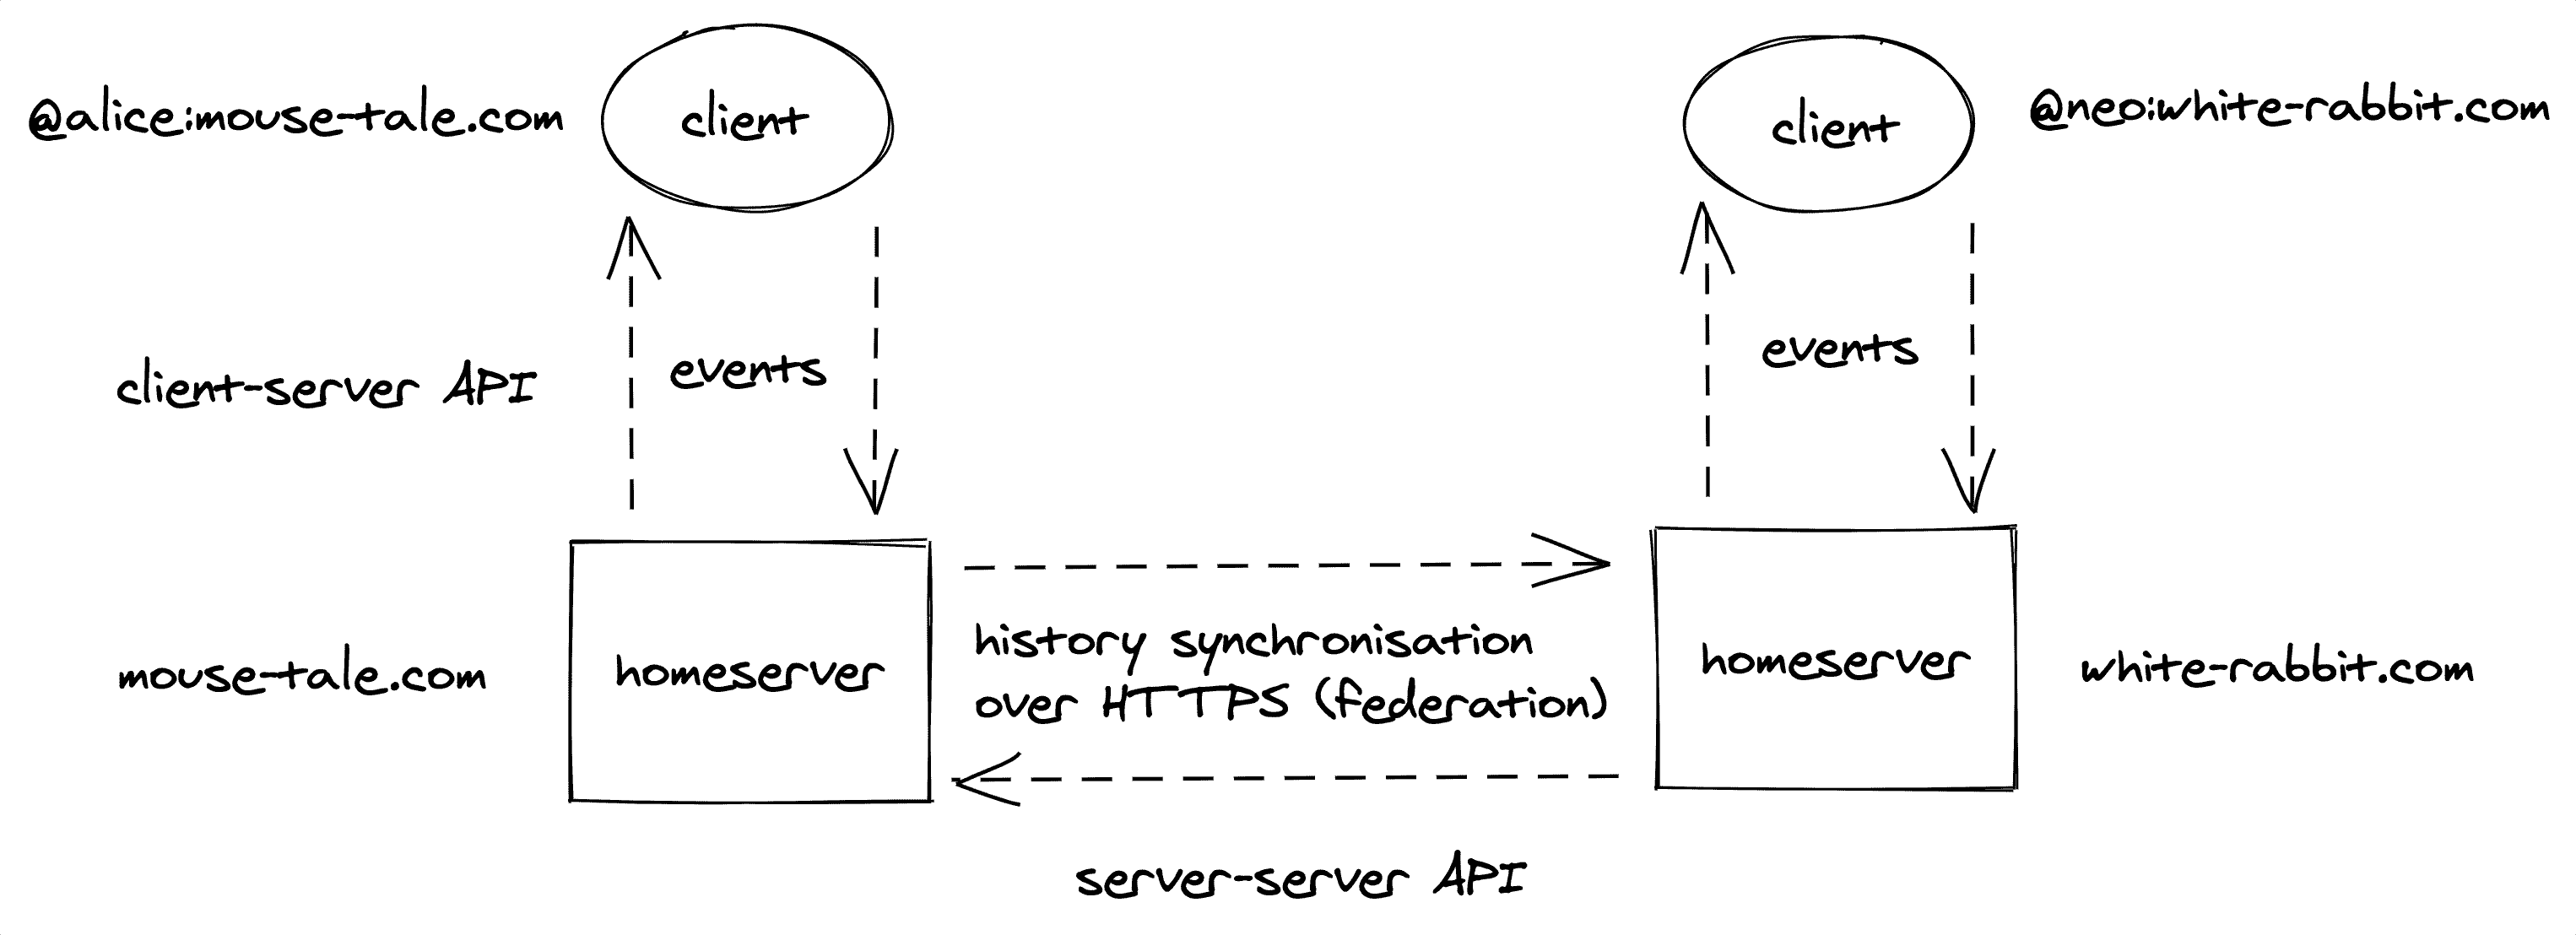 @alice:mouse-tale.com
client
client
@neo:white-rabbit.com
client-server API
events
events
mouse-tale.com
homeserver
history synchronisation
over HTTPS (federation)
homeserver
white-rabbit.com
server-server API